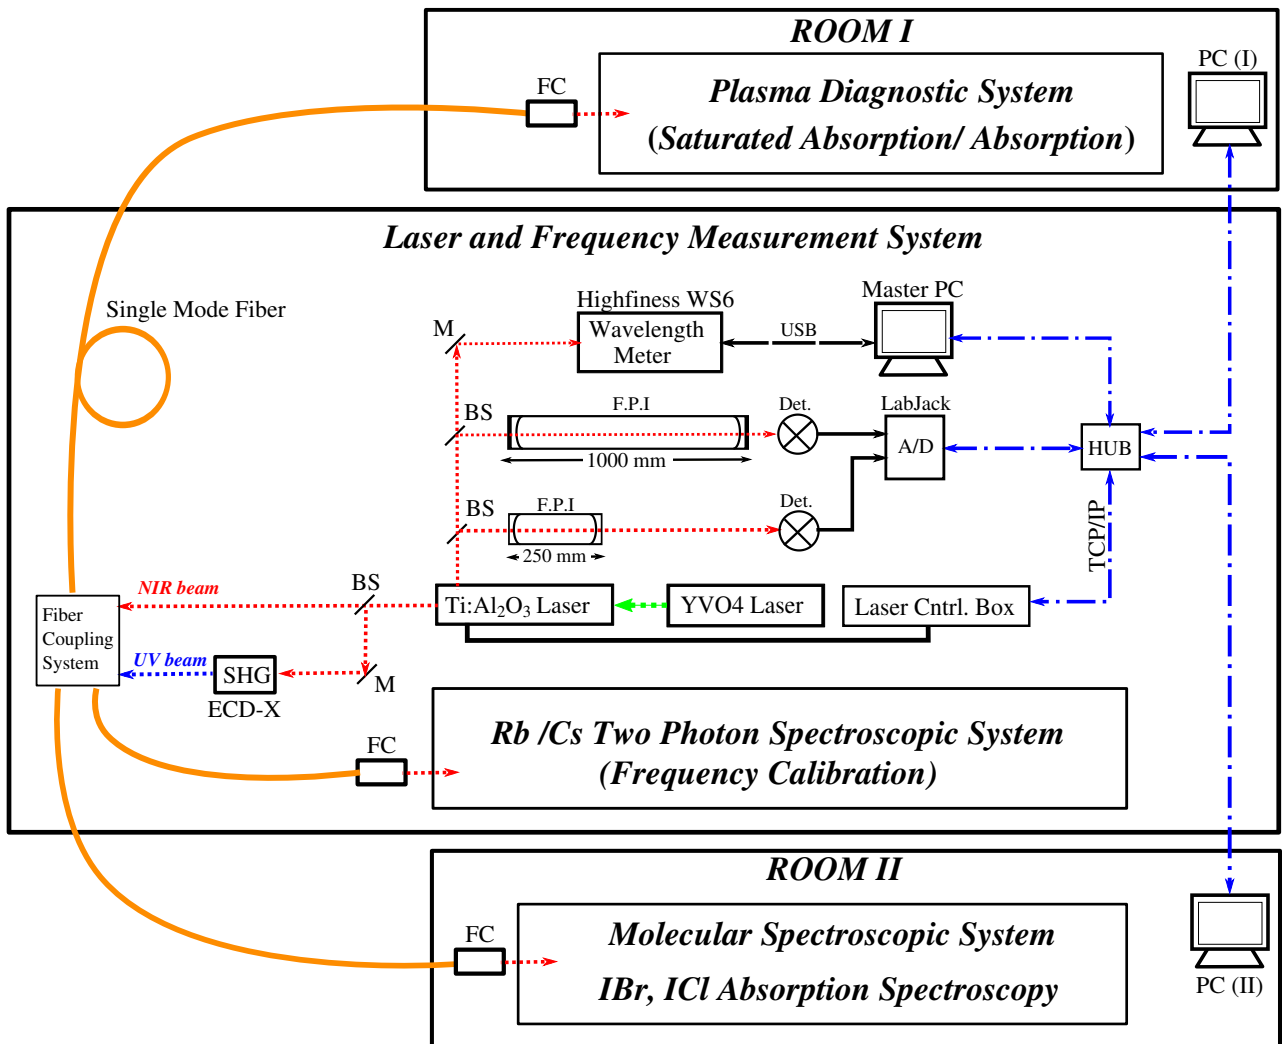 ROOM I
PC (I)
FC
Plasma Diagnostic System
(Saturated Absorption/ Absorption)
Laser and Frequency Measurement System
Single Mode Fiber
Highfiness WS6
Master PC
M
Wavelength
Meter
USB
BS
F.P.I
Det.
LabJack
A/D
HUB
1000 mm
BS
F.P.I
Det.
250 mm
TCP/IP
NIR beam
BS
Ti:Al₂O₃ Laser
YVO4 Laser
Laser Cntrl. Box
Fiber
Coupling
System
UV beam
SHG
M
ECD-X
FC
Rb /Cs Two Photon Spectroscopic System
(Frequency Calibration)
ROOM II
FC
Molecular Spectroscopic System
IBr, ICl Absorption Spectroscopy
PC (II)